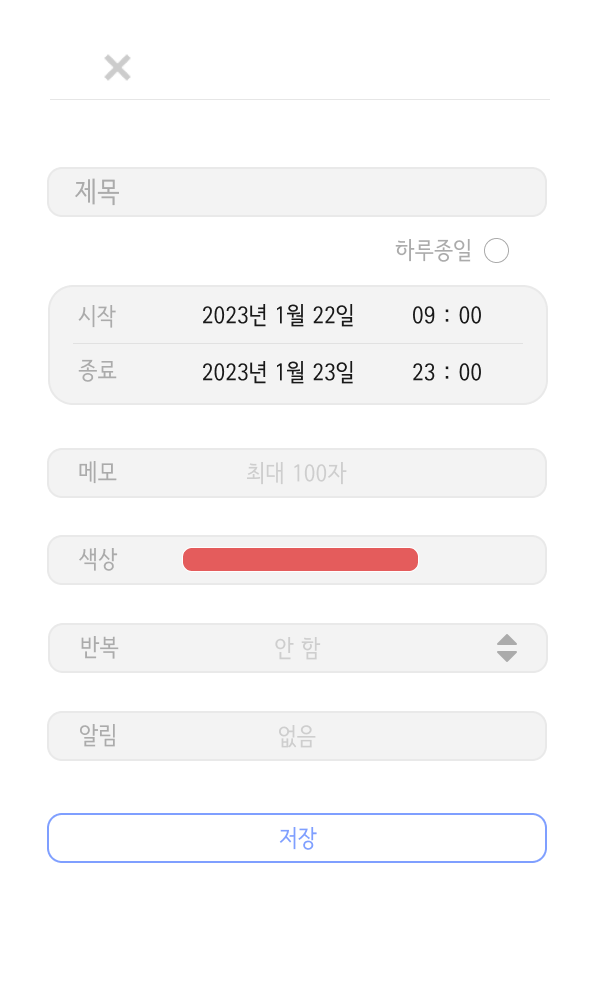 제목
하루종일
시작 2023년 1월 22일 09 : 00
종료 2023년 1월 23일 23 : 00
메모 최대 100자
색상
반복 안 함
알림 없음
저장